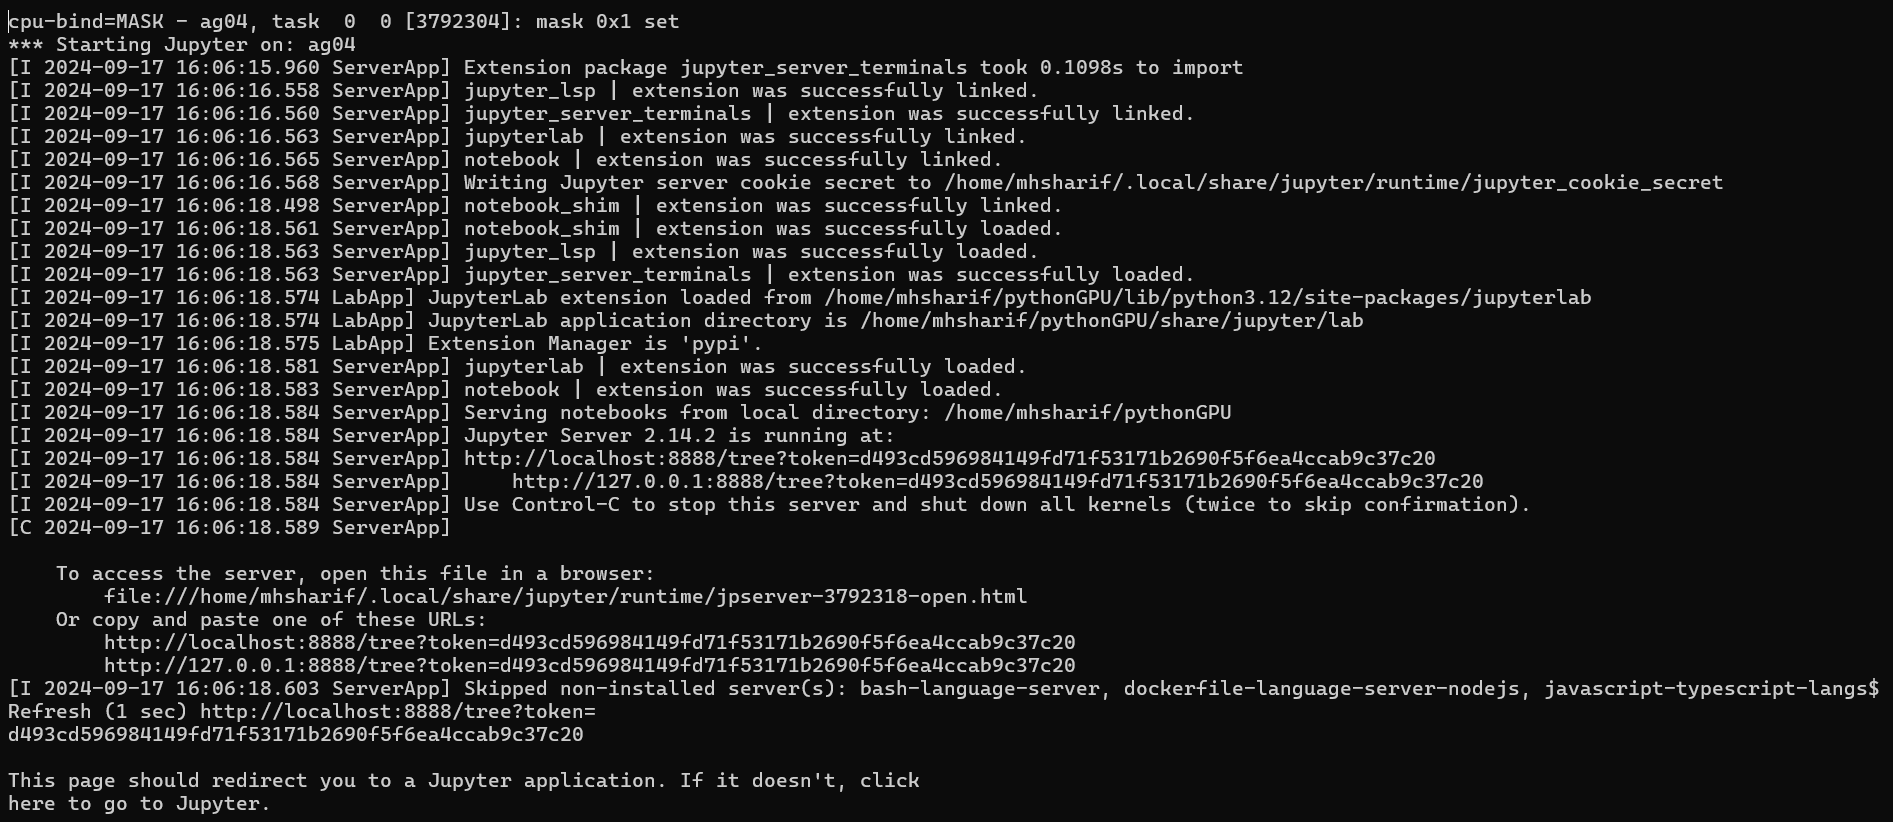 cpu-bind=MASK - ag04, task  0  0 [3792304]: mask 0x1 set
*** Starting Jupyter on: ag04
[I 2024-09-17 16:06:15.960 ServerApp] Extension package jupyter_server_terminals took 0.1098s to import
[I 2024-09-17 16:06:16.558 ServerApp] jupyter_lsp | extension was successfully linked.
[I 2024-09-17 16:06:16.560 ServerApp] jupyter_server_terminals | extension was successfully linked.
[I 2024-09-17 16:06:16.563 ServerApp] jupyterlab | extension was successfully linked.
[I 2024-09-17 16:06:16.565 ServerApp] notebook | extension was successfully linked.
[I 2024-09-17 16:06:16.568 ServerApp] Writing Jupyter server cookie secret to /home/mhsharif/.local/share/jupyter/runtime/jupyter_cookie_secret
[I 2024-09-17 16:06:18.498 ServerApp] notebook_shim | extension was successfully linked.
[I 2024-09-17 16:06:18.561 ServerApp] notebook_shim | extension was successfully loaded.
[I 2024-09-17 16:06:18.563 ServerApp] jupyter_lsp | extension was successfully loaded.
[I 2024-09-17 16:06:18.563 ServerApp] jupyter_server_terminals | extension was successfully loaded.
[I 2024-09-17 16:06:18.574 LabApp] JupyterLab extension loaded from /home/mhsharif/pythonGPU/lib/python3.12/site-packages/jupyterlab
[I 2024-09-17 16:06:18.574 LabApp] JupyterLab application directory is /home/mhsharif/pythonGPU/share/jupyter/lab
[I 2024-09-17 16:06:18.575 LabApp] Extension Manager is 'pypi'.
[I 2024-09-17 16:06:18.581 ServerApp] jupyterlab | extension was successfully loaded.
[I 2024-09-17 16:06:18.583 ServerApp] notebook | extension was successfully loaded.
[I 2024-09-17 16:06:18.584 ServerApp] Serving notebooks from local directory: /home/mhsharif/pythonGPU
[I 2024-09-17 16:06:18.584 ServerApp] Jupyter Server 2.14.2 is running at:
[I 2024-09-17 16:06:18.584 ServerApp] http://localhost:8888/tree?token=d493cd596984149fd71f53171b2690f5f6ea4ccab9c37c20
[I 2024-09-17 16:06:18.584 ServerApp]     http://127.0.0.1:8888/tree?token=d493cd596984149fd71f53171b2690f5f6ea4ccab9c37c20
[I 2024-09-17 16:06:18.584 ServerApp] Use Control-C to stop this server and shut down all kernels (twice to skip confirmation).
[C 2024-09-17 16:06:18.589 ServerApp]

    To access the server, open this file in a browser:
        file:///home/mhsharif/.local/share/jupyter/runtime/jpserver-3792318-open.html
    Or copy and paste one of these URLs:
        http://localhost:8888/tree?token=d493cd596984149fd71f53171b2690f5f6ea4ccab9c37c20
        http://127.0.0.1:8888/tree?token=d493cd596984149fd71f53171b2690f5f6ea4ccab9c37c20
[I 2024-09-17 16:06:18.603 ServerApp] Skipped non-installed server(s): bash-language-server, dockerfile-language-server-nodejs, javascript-typescript-langs$
Refresh (1 sec) http://localhost:8888/tree?token=
d493cd596984149fd71f53171b2690f5f6ea4ccab9c37c20

This page should redirect you to a Jupyter application. If it doesn't, click
here to go to Jupyter.